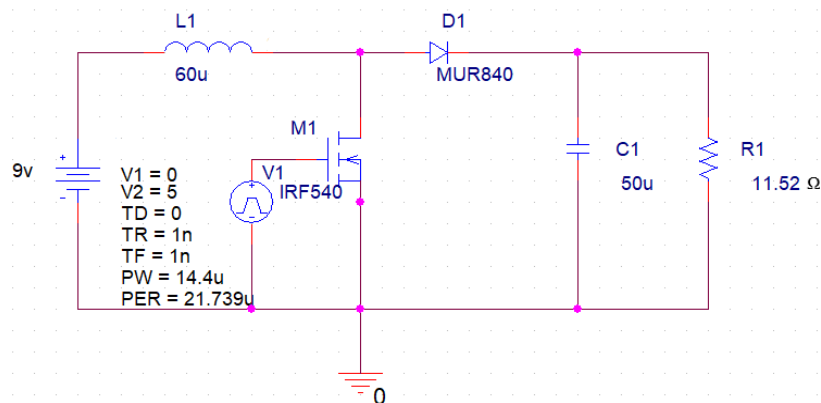 L1
60u
D1
MUR840
M1
IRF540
9v
V1
V1 = 0
V2 = 5
TD = 0
TR = 1n
TF = 1n
PW = 14.4u
PER = 21.739u
C1
50u
R1
11.52 Ω
0